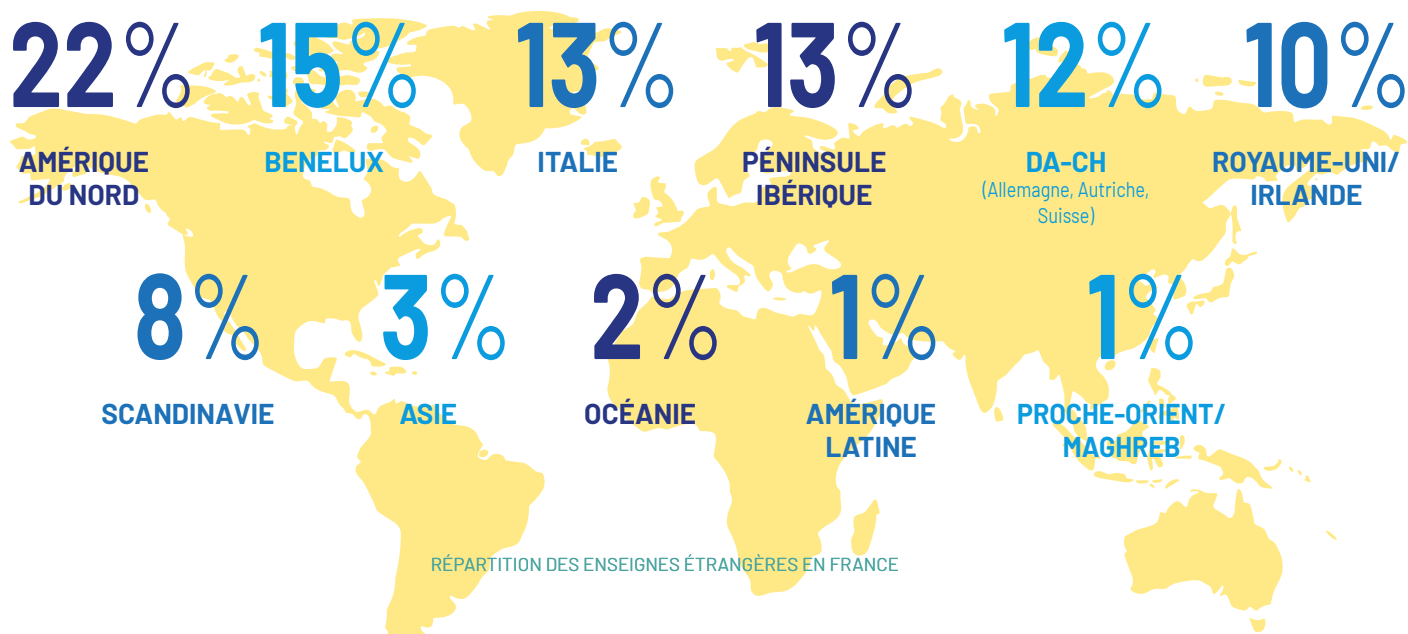 22%
AMÉRIQUE
DU NORD
15%
BENELUX
13%
ITALIE
13%
PÉNINSULE
IBÉRIQUE
12%
DA-CH
(Allemagne, Autriche,
Suisse)
10%
ROYAUME-UNI/
IRLANDE
8%
SCANDINAVIE
3%
ASIE
2%
OCÉANIE
1%
AMÉRIQUE
LATINE
1%
PROCHE-ORIENT/
MAGHREB
RÉPARTITION DES ENSEIGNES ÉTRANGÈRES EN FRANCE